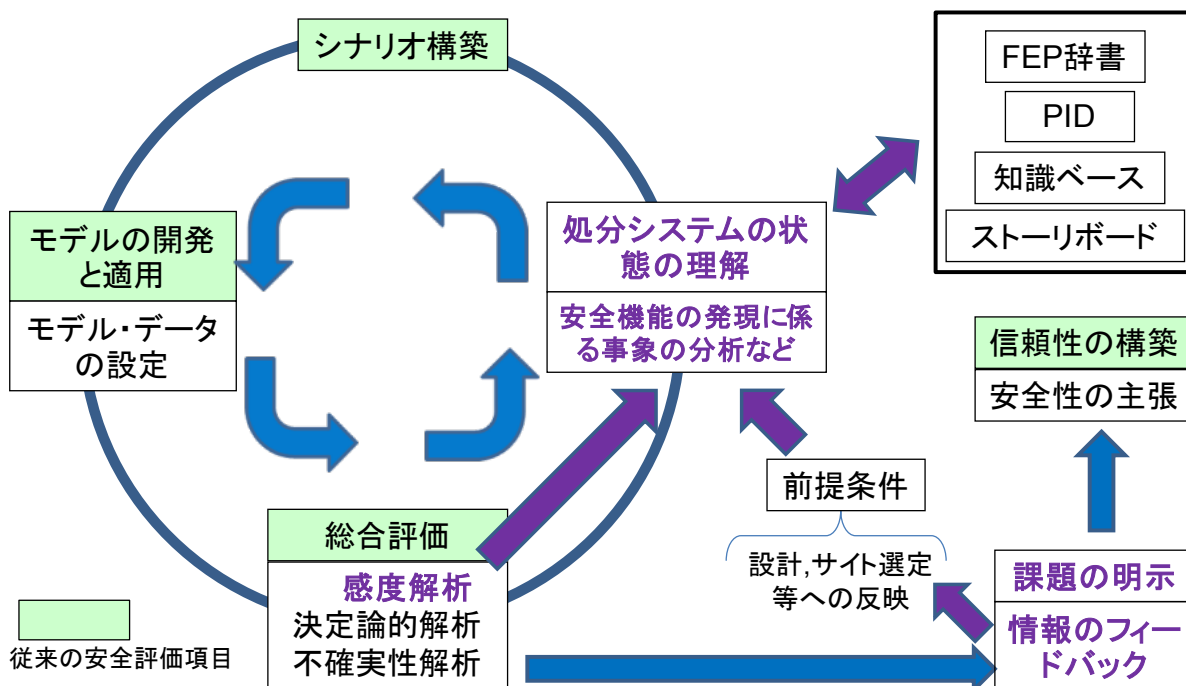 シナリオ構築
FEP辞書
PID
知識ベース
ストーリボード
モデルの開発
と適用
モデル・データ
の設定
処分システムの状
態の理解
安全機能の発現に係
る事象の分析など
信頼性の構築
安全性の主張
前提条件
設計,サイト選定
等への反映
総合評価
感度解析
決定論的解析
不確実性解析
課題の明示
情報のフィー
ドバック
従来の安全評価項目